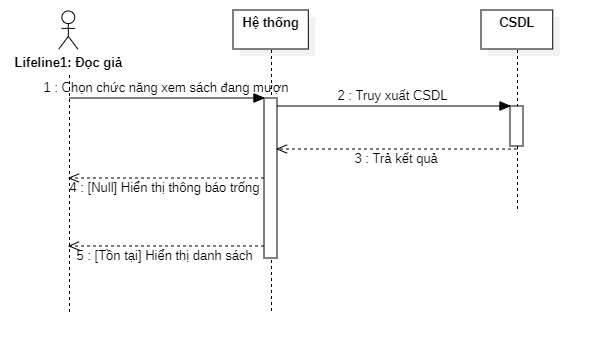 Hệ thống
CSDL
Lifeline1: Đọc giả
1 : Chọn chức năng xem sách đang mượn
2 : Truy xuất CSDL
3 : Trả kết quả
4 : [Null] Hiển thị thông báo trống
5 : [Tồn tại] Hiển thị danh sách